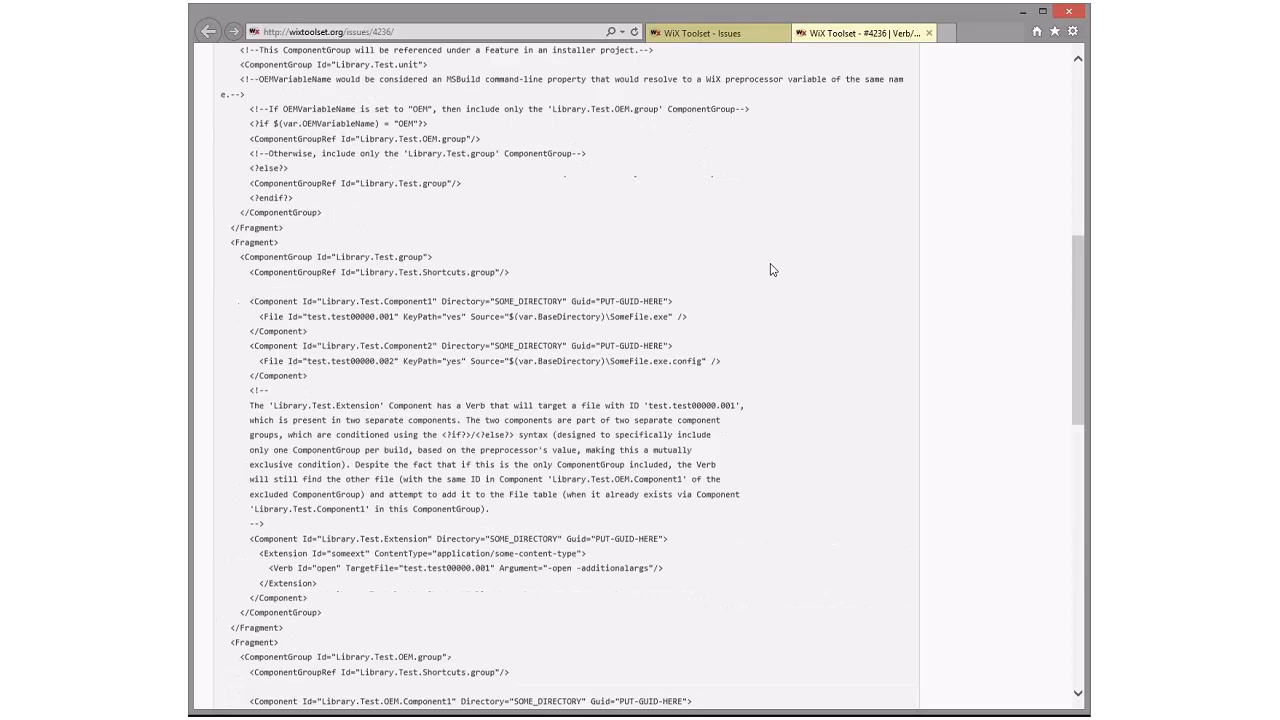 http://wixtoolset.org/issues/4236/
WiX Toolset - Issues
WiX Toolset - #4236 | Verb/...
<!--This ComponentGroup will be referenced under a Feature in an installer project.-->
<ComponentGroup Id="Library.Test.unit">
<!--OEMVariableName would be considered an MSBuild command-line property that would resolve to a WiX preprocessor variable of the same nam
e.-->
<!--If OEMVariableName is set to "OEM", then include only the 'Library.Test.OEM.group' ComponentGroup-->
<?if $(var.OEMVariableName) = "OEM"?>
<ComponentGroupRef Id="Library.Test.OEM.group"/>
<!--Otherwise, include only the 'Library.Test.group' ComponentGroup-->
<?else?>
<ComponentGroupRef Id="Library.Test.group"/>
<?endif?>
</ComponentGroup>
</Fragment>
<Fragment>
<ComponentGroup Id="Library.Test.group">
<ComponentGroupRef Id="Library.Test.Shortcuts.group"/>
<Component Id="Library.Test.Component1" Directory="SOME_DIRECTORY" Guid="PUT-GUID-HERE">
<File Id="test.test00000.001" KeyPath="yes" Source="$(var.BaseDirectory)\SomeFile.exe" />
</Component>
<Component Id="Library.Test.Component2" Directory="SOME_DIRECTORY" Guid="PUT-GUID-HERE">
<File Id="test.test00000.002" KeyPath="yes" Source="$(var.BaseDirectory)\SomeFile.exe.config" />
</Component>
<!--
The 'Library.Test.Extension' Component has a Verb that will target a file with ID 'test.test00000.001',
which is present in two separate components. The two components are part of two separate component
groups, which are conditioned using the <?if?>/<?else?> syntax (designed to specifically include
only one ComponentGroup per build, based on the preprocessor's value, making this a mutually
exclusive condition). Despite the fact that if this is the only ComponentGroup included, the Verb
will still find the other file (with the same ID in Component 'Library.Test.OEM.Component1' of the
excluded ComponentGroup) and attempt to add it to the File table (when it already exists via Component
'Library.Test.Component1' in this ComponentGroup).
-->
<Component Id="Library.Test.Extension" Directory="SOME_DIRECTORY" Guid="PUT-GUID-HERE">
<Extension Id="someext" ContentType="application/some-content-type">
<Verb Id="open" TargetFile="test.test00000.001" Argument="-open -additionalargs"/>
</Extension>
</Component>
</ComponentGroup>
</Fragment>
<Fragment>
<ComponentGroup Id="Library.Test.OEM.group">
<ComponentGroupRef Id="Library.Test.Shortcuts.group"/>
<Component Id="Library.Test.OEM.Component1" Directory="SOME_DIRECTORY" Guid="PUT-GUID-HERE">